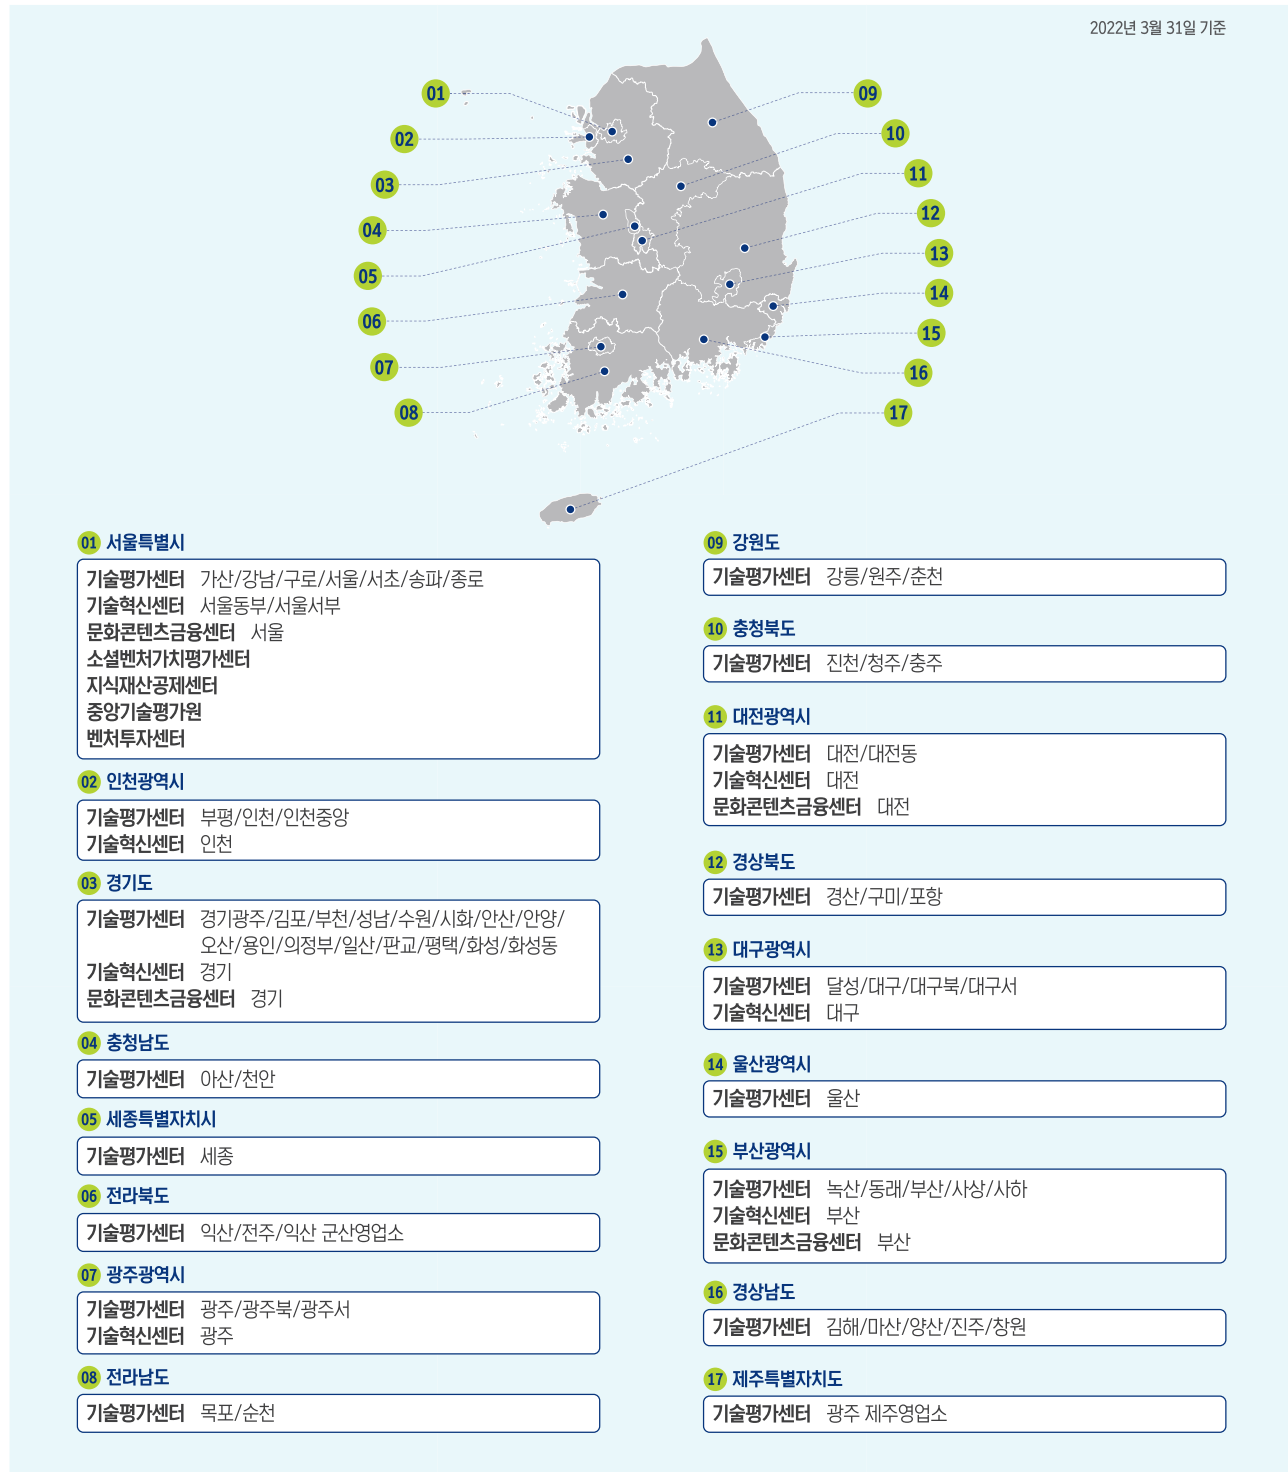 2022년 3월 31일 기준
01
02
03
04
05
06
07
08
09
10
11
12
13
14
15
16
17
01 서울특별시
기술평가센터 가산/강남/구로/서울/서초/송파/종로
기술혁신센터 서울동부/서울서부
문화콘텐츠금융센터 서울
소셜벤처가치평가센터
지식재산공제센터
중앙기술평가원
벤처투자센터
02 인천광역시
기술평가센터 부평/인천/인천중앙
기술혁신센터 인천
03 경기도
기술평가센터 경기광주/김포/부천/성남/수원/시화/안산/안양/
오산/용인/의정부/일산/판교/평택/화성/화성동
기술혁신센터 경기
문화콘텐츠금융센터 경기
04 충청남도
기술평가센터 아산/천안
05 세종특별자치시
기술평가센터 세종
06 전라북도
기술평가센터 익산/전주/익산 군산영업소
07 광주광역시
기술평가센터 광주/광주북/광주서
기술혁신센터 광주
08 전라남도
기술평가센터 목포/순천
09 강원도
기술평가센터 강릉/원주/춘천
10 충청북도
기술평가센터 진천/청주/충주
11 대전광역시
기술평가센터 대전/대전동
기술혁신센터 대전
문화콘텐츠금융센터 대전
12 경상북도
기술평가센터 경산/구미/포항
13 대구광역시
기술평가센터 달성/대구/대구북/대구서
기술혁신센터 대구
14 울산광역시
기술평가센터 울산
15 부산광역시
기술평가센터 녹산/동래/부산/사상/사하
기술혁신센터 부산
문화콘텐츠금융센터 부산
16 경상남도
기술평가센터 김해/마산/양산/진주/창원
17 제주특별자치도
기술평가센터 광주 제주영업소